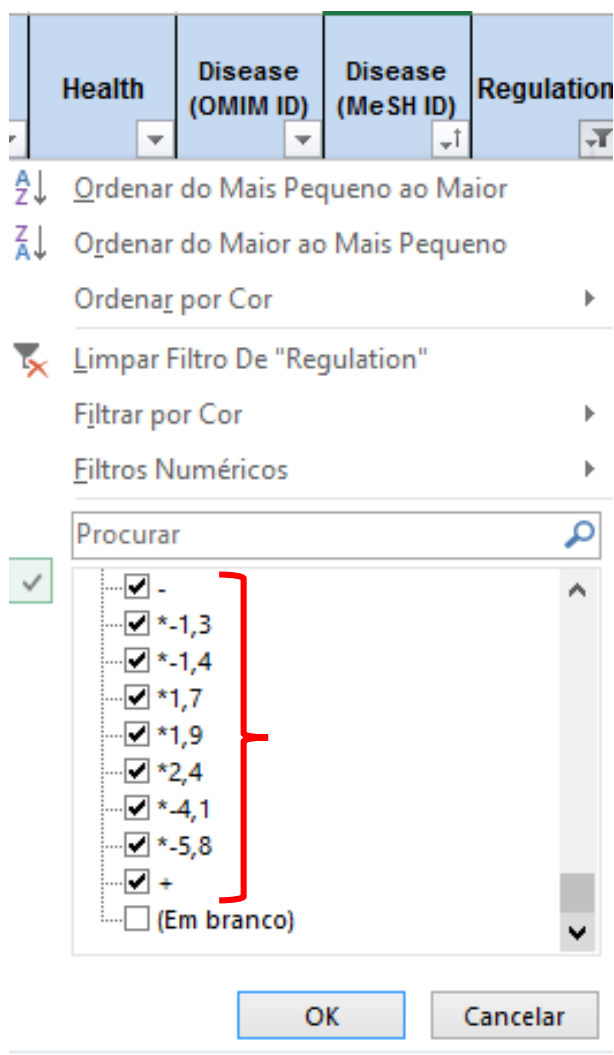 Health
Disease
(OMIM ID)
Disease
(MeSH ID)
Regulation
Ordenar do Mais Pequeno ao Maior
Ordenar do Maior ao Mais Pequeno
Ordenar por Cor
Limpar Filtro De "Regulation"
Filtrar por Cor
Filtros Numéricos
Procurar
-
*-1,3
*-1,4
*1,7
*1,9
*2,4
*-4,1
*-5,8
+
(Em branco)
OK
Cancelar